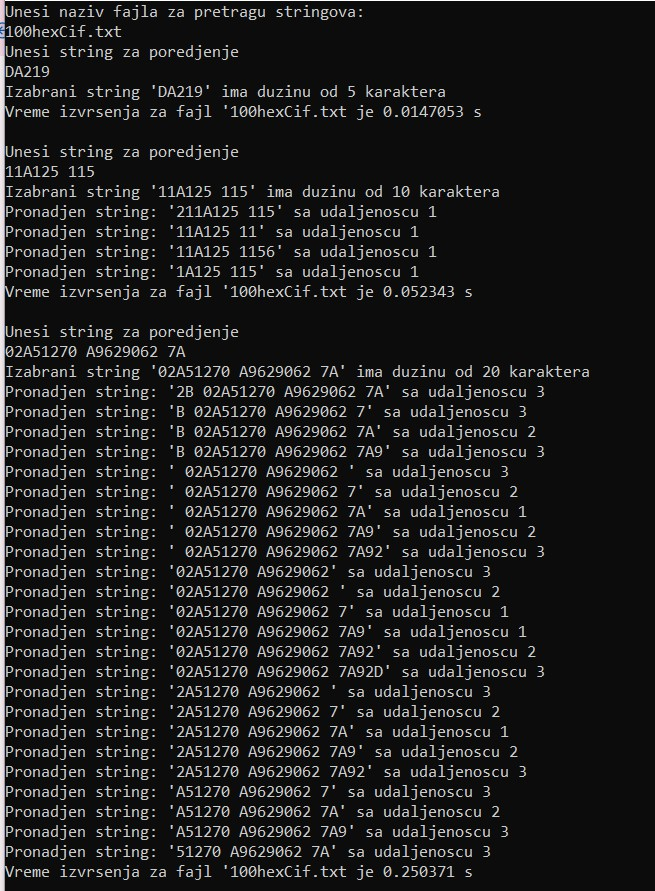 Unesi naziv fajla za pretragu stringova:
100hexCif.txt
Unesi string za poredjenje
DA219
Izabrani string 'DA219' ima duzinu od 5 karaktera
Vreme izvrsenja za fajl '100hexCif.txt je 0.0147053 s
Unesi string za poredjenje
11A125 115
Izabrani string '11A125 115' ima duzinu od 10 karaktera
Pronadjen string: '211A125 115' sa udaljenoscu 1
Pronadjen string: '11A125 11' sa udaljenoscu 1
Pronadjen string: '11A125 1156' sa udaljenoscu 1
Pronadjen string: '1A125 115' sa udaljenoscu 1
Vreme izvrsenja za fajl '100hexCif.txt je 0.052343 s
Unesi string za poredjenje
02A51270 A9629062 7A
Izabrani string '02A51270 A9629062 7A' ima duzinu od 20 karaktera
Pronadjen string: '2B 02A51270 A9629062 7A' sa udaljenoscu 3
Pronadjen string: 'B 02A51270 A9629062 7' sa udaljenoscu 3
Pronadjen string: 'B 02A51270 A9629062 7A' sa udaljenoscu 2
Pronadjen string: 'B 02A51270 A9629062 7A9' sa udaljenoscu 3
Pronadjen string: ' 02A51270 A9629062 ' sa udaljenoscu 3
Pronadjen string: ' 02A51270 A9629062 7' sa udaljenoscu 2
Pronadjen string: ' 02A51270 A9629062 7A' sa udaljenoscu 1
Pronadjen string: ' 02A51270 A9629062 7A9' sa udaljenoscu 2
Pronadjen string: ' 02A51270 A9629062 7A92' sa udaljenoscu 3
Pronadjen string: '02A51270 A9629062' sa udaljenoscu 3
Pronadjen string: '02A51270 A9629062 ' sa udaljenoscu 2
Pronadjen string: '02A51270 A9629062 7' sa udaljenoscu 1
Pronadjen string: '02A51270 A9629062 7A9' sa udaljenoscu 1
Pronadjen string: '02A51270 A9629062 7A92' sa udaljenoscu 2
Pronadjen string: '02A51270 A9629062 7A92D' sa udaljenoscu 3
Pronadjen string: '2A51270 A9629062 ' sa udaljenoscu 3
Pronadjen string: '2A51270 A9629062 7' sa udaljenoscu 2
Pronadjen string: '2A51270 A9629062 7A' sa udaljenoscu 1
Pronadjen string: '2A51270 A9629062 7A9' sa udaljenoscu 2
Pronadjen string: '2A51270 A9629062 7A92' sa udaljenoscu 3
Pronadjen string: 'A51270 A9629062 7' sa udaljenoscu 3
Pronadjen string: 'A51270 A9629062 7A' sa udaljenoscu 2
Pronadjen string: 'A51270 A9629062 7A9' sa udaljenoscu 3
Pronadjen string: '51270 A9629062 7A' sa udaljenoscu 3
Vreme izvrsenja za fajl '100hexCif.txt je 0.250371 s